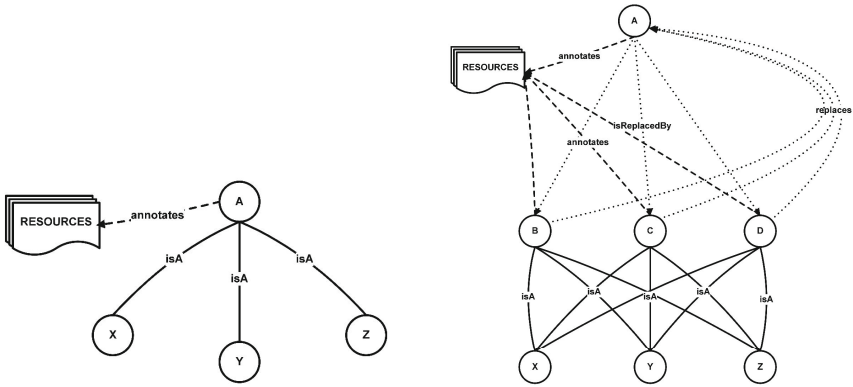 RESOURCES
annotates
A
isA
isA
isA
X
Y
Z
A
RESOURCES
annotates
replaces
isReplacedBy
annotates
B
C
D
isA
isA
isA
isA
isA
X
Y
Z